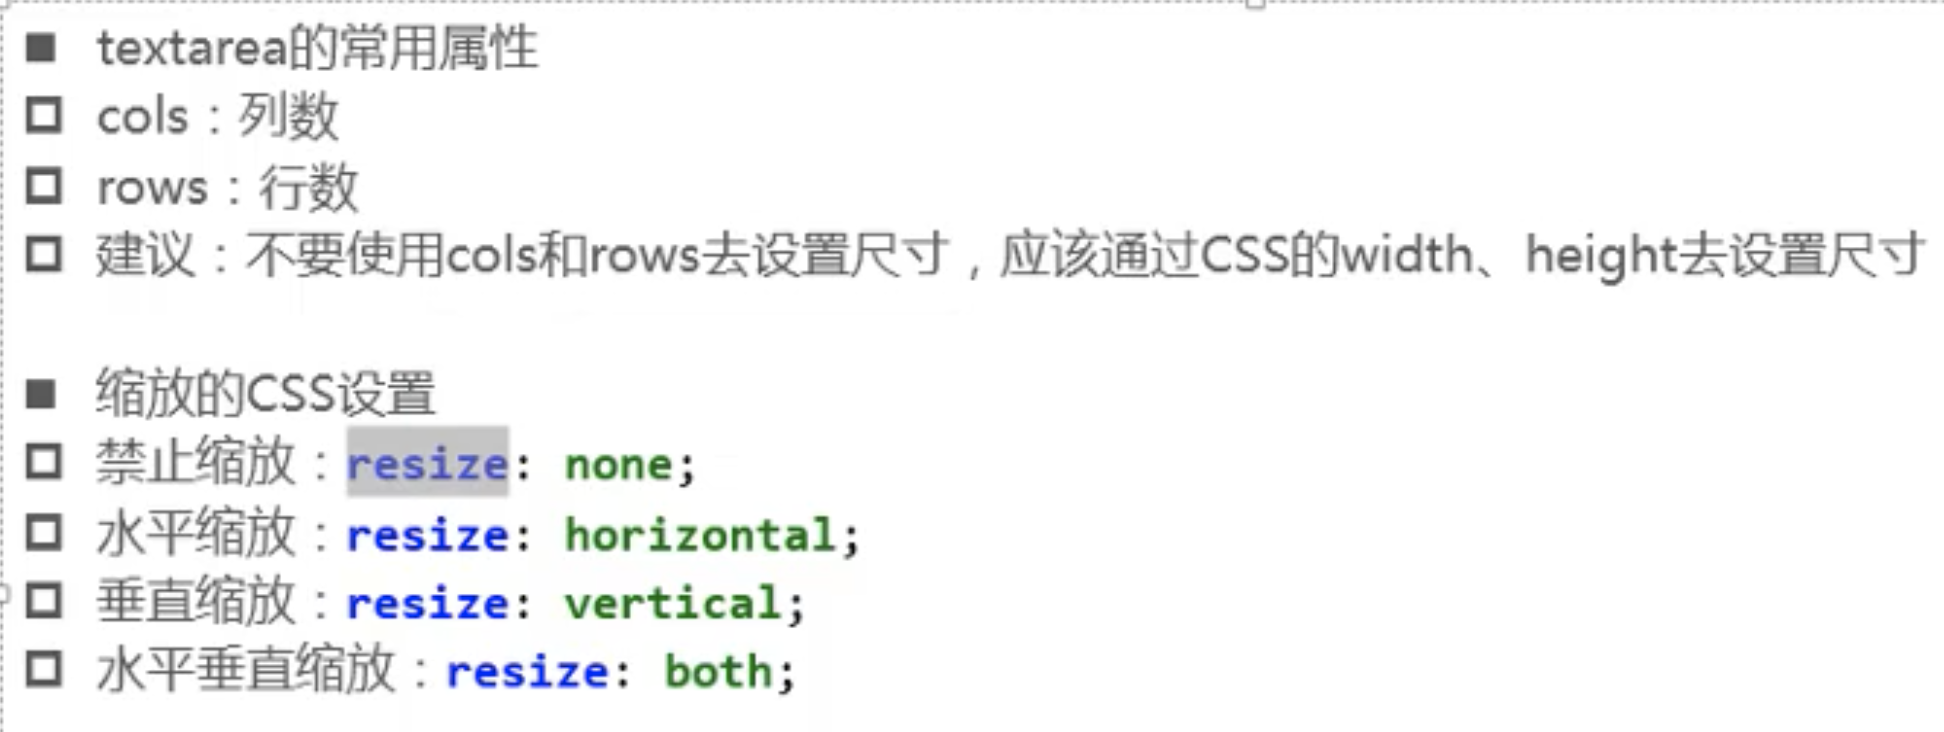 textarea的常用属性
cols：列数
rows：行数
建议：不要使用cols和rows去设置尺寸，应该通过CSS的width、height去设置尺寸
缩放的CSS设置
禁止缩放：resize: none;
水平缩放：resize: horizontal;
垂直缩放：resize: vertical;
水平垂直缩放：resize: both;